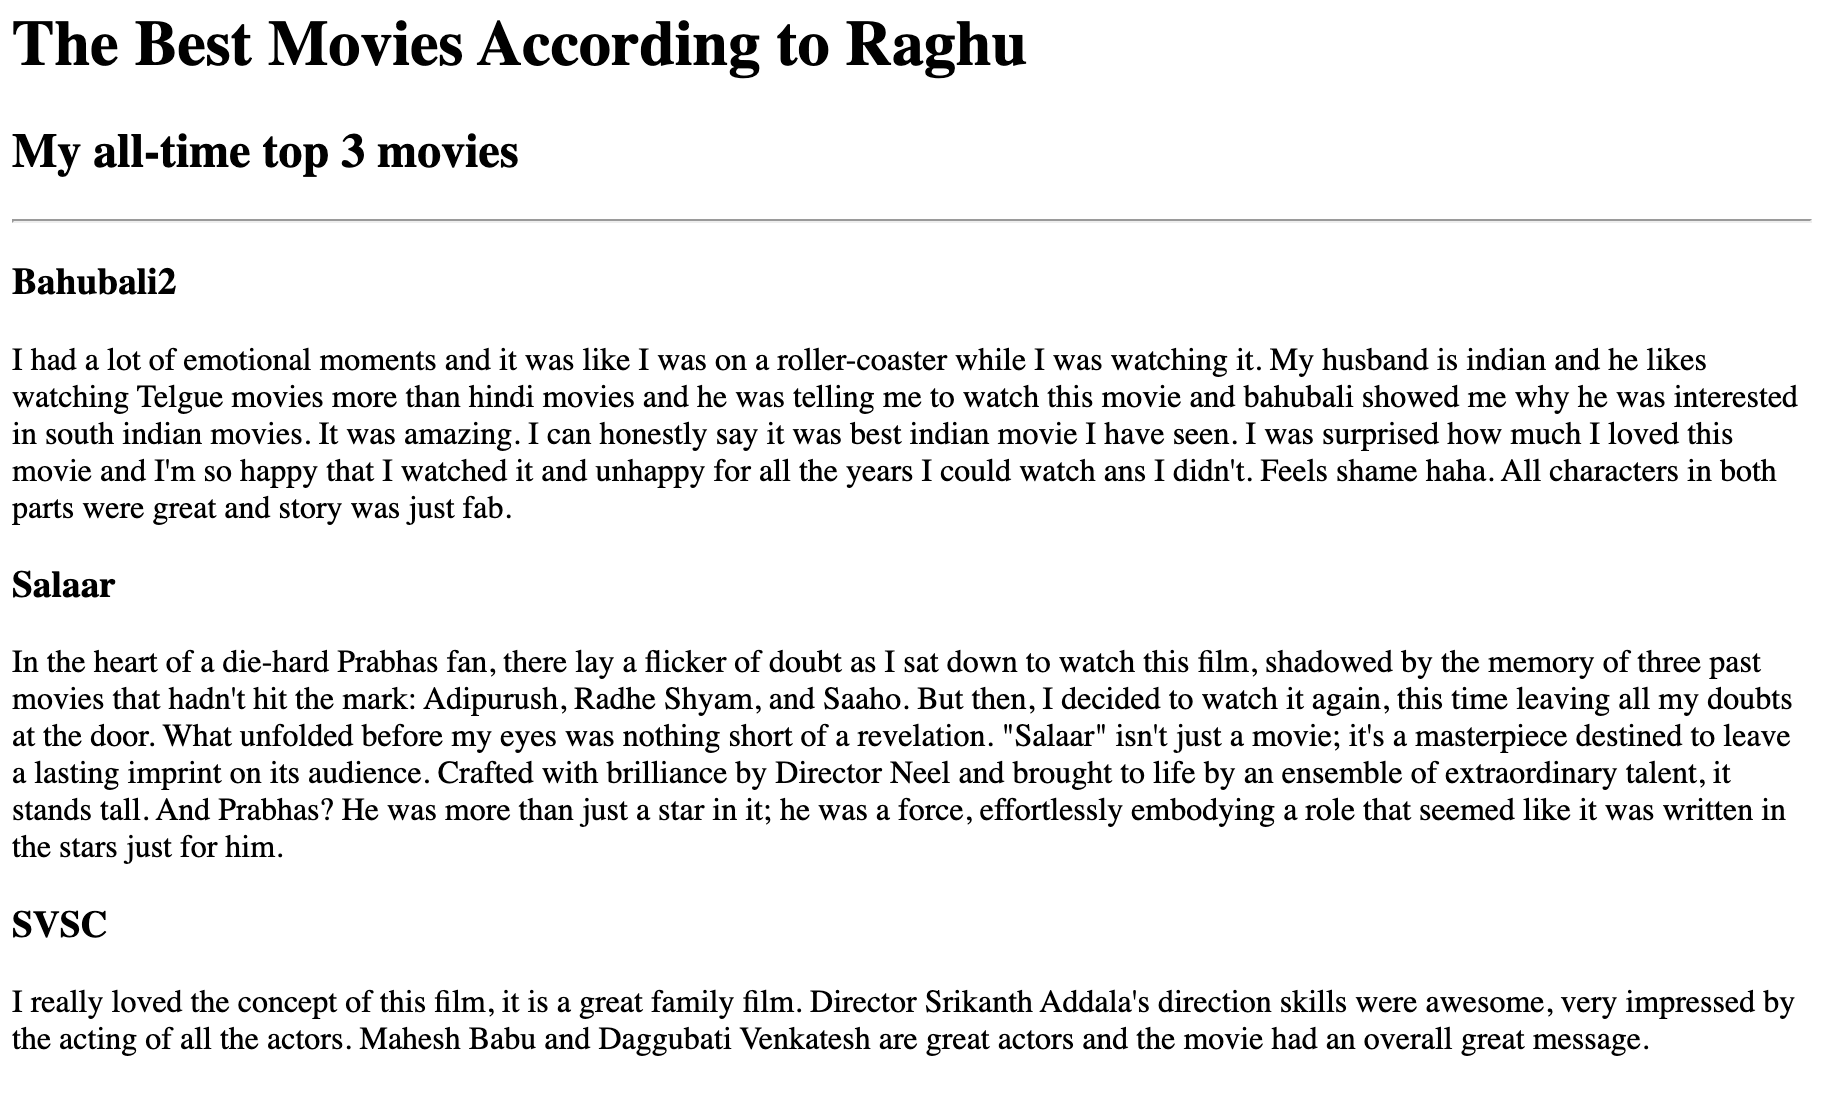 The Best Movies According to Raghu
My all-time top 3 movies
Bahubali2
I had a lot of emotional moments and it was like I was on a roller-coaster while I was watching it. My husband is indian and he likes
watching Telgue movies more than hindi movies and he was telling me to watch this movie and bahubali showed me why he was interested
in south indian movies. It was amazing. I can honestly say it was best indian movie I have seen. I was surprised how much I loved this
movie and I'm so happy that I watched it and unhappy for all the years I could watch ans I didn't. Feels shame haha. All characters in both
parts were great and story was just fab.
Salaar
In the heart of a die-hard Prabhas fan, there lay a flicker of doubt as I sat down to watch this film, shadowed by the memory of three past
movies that hadn't hit the mark: Adipurush, Radhe Shyam, and Saaho. But then, I decided to watch it again, this time leaving all my doubts
at the door. What unfolded before my eyes was nothing short of a revelation. "Salaar" isn't just a movie; it's a masterpiece destined to leave
a lasting imprint on its audience. Crafted with brilliance by Director Neel and brought to life by an ensemble of extraordinary talent, it
stands tall. And Prabhas? He was more than just a star in it; he was a force, effortlessly embodying a role that seemed like it was written in
the stars just for him.
SVSC
I really loved the concept of this film, it is a great family film. Director Srikanth Addala's direction skills were awesome, very impressed by
the acting of all the actors. Mahesh Babu and Daggubati Venkatesh are great actors and the movie had an overall great message.